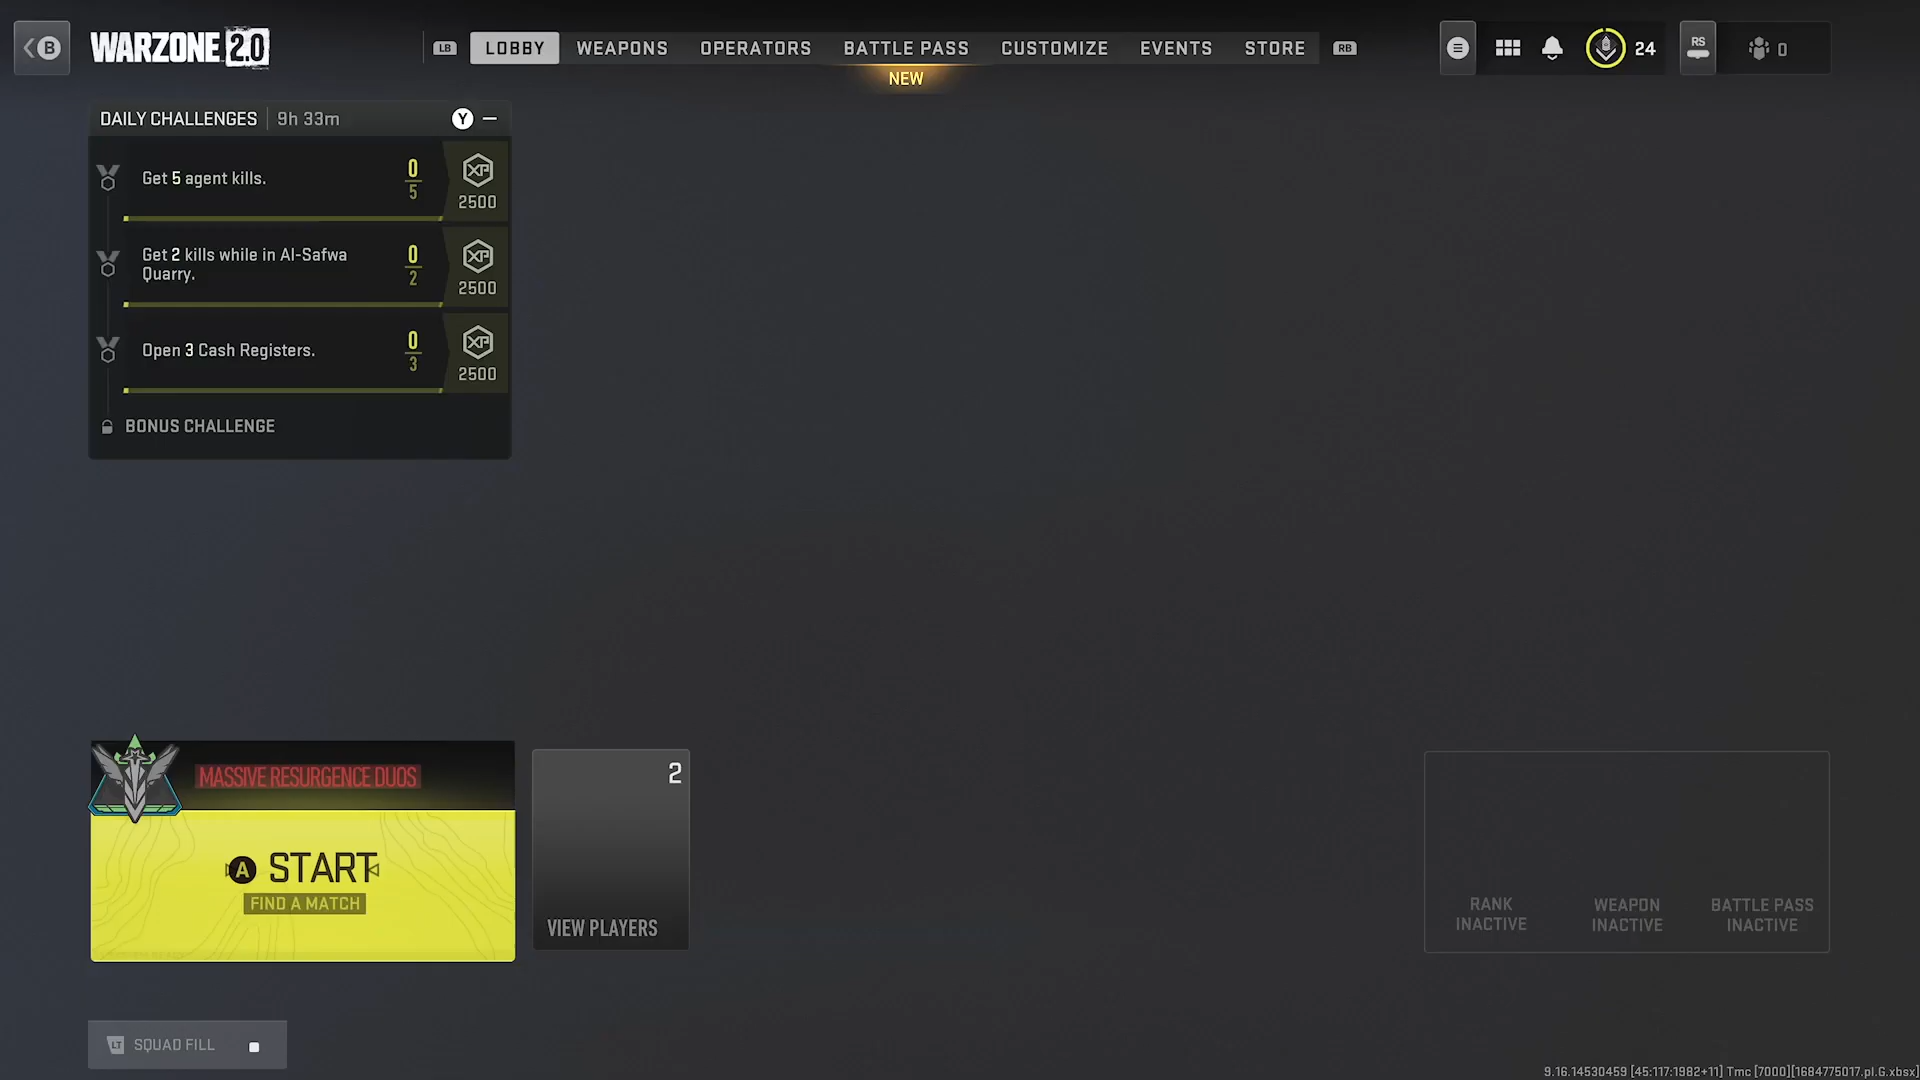 B
WARZONE 2.0
LB
LOBBY
WEAPONS
OPERATORS
BATTLE PASS
CUSTOMIZE
EVENTS
STORE
RB
NEW
24
RS
0
DAILY CHALLENGES
9h 33m
Y
Get 5 agent kills.
0
5
XP
2500
Get 2 kills while in Al-Safwa
Quarry.
0
2
XP
2500
Open 3 Cash Registers.
0
3
XP
2500
BONUS CHALLENGE
MASSIVE RESURGENCE DUOS
A START
FIND A MATCH
2
VIEW PLAYERS
RANK
INACTIVE
WEAPON
INACTIVE
BATTLE PASS
INACTIVE
LT SQUAD FILL
9.16.14530459 [45:117:1982+11] Tmc [7000][1684775017.pl.G.xbsx]